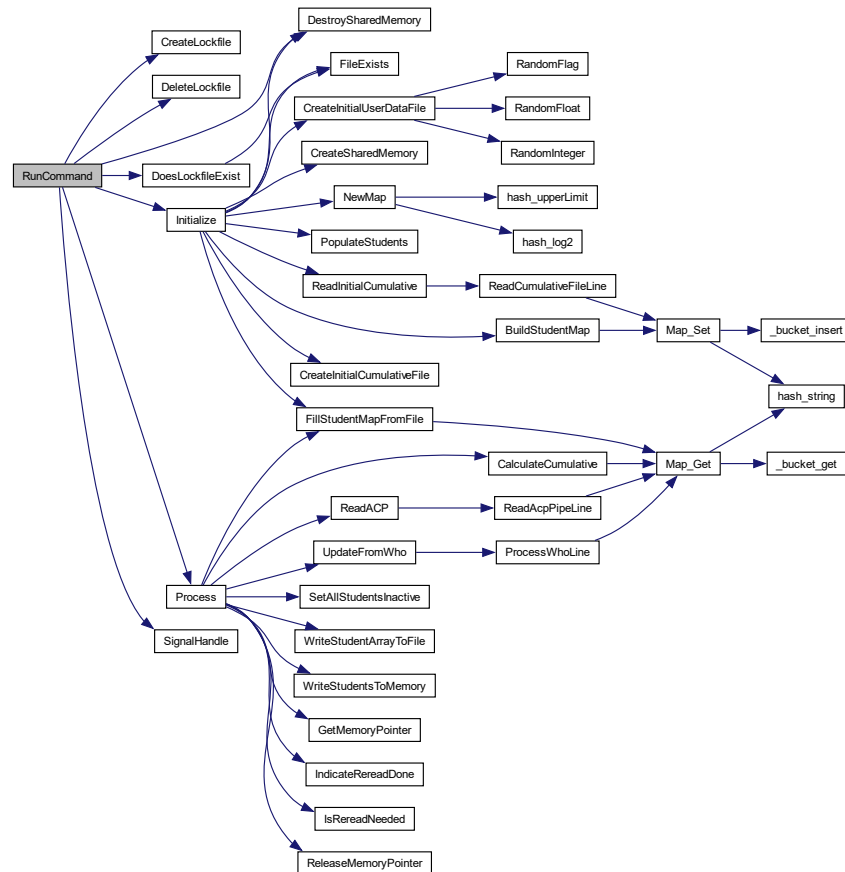 DestroySharedMemory
CreateLockfile
FileExists
RandomFlag
DeleteLockfile
CreateInitialUserDataFile
RandomFloat
CreateSharedMemory
RandomInteger
RunCommand
DoesLockfileExist
NewMap
hash_upperLimit
Initialize
PopulateStudents
hash_log2
ReadInitialCumulative
ReadCumulativeFileLine
BuildStudentMap
Map_Set
_bucket_insert
CreateInitialCumulativeFile
hash_string
FillStudentMapFromFile
CalculateCumulative
Map_Get
_bucket_get
ReadACP
ReadAcpPipeLine
UpdateFromWho
ProcessWhoLine
Process
SetAllStudentsInactive
SignalHandle
WriteStudentArrayToFile
WriteStudentsToMemory
GetMemoryPointer
IndicateRereadDone
IsRereadNeeded
ReleaseMemoryPointer